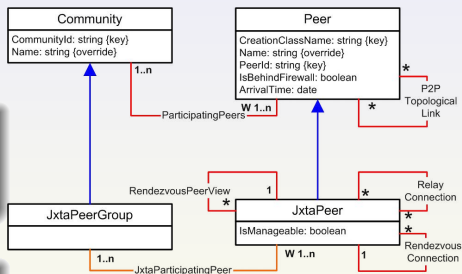 Community
CommunityId: string {key}
Name: string {override}
Peer
CreationClassName: string {key}
Name: string {override}
PeerId: string {key}
IsBehindFirewall: boolean
ArrivalTime: date
1..n
W 1..n
ParticipatingPeers
*
*
P2P
Topological
Link
RendezvousPeerView
1
*
JxtaPeerGroup
JxtaPeer
IsManageable: boolean
*
Relay
Connection
*
*
Rendezvous
Connection
1
1..n
W 1..n
JxtaParticipatingPeer